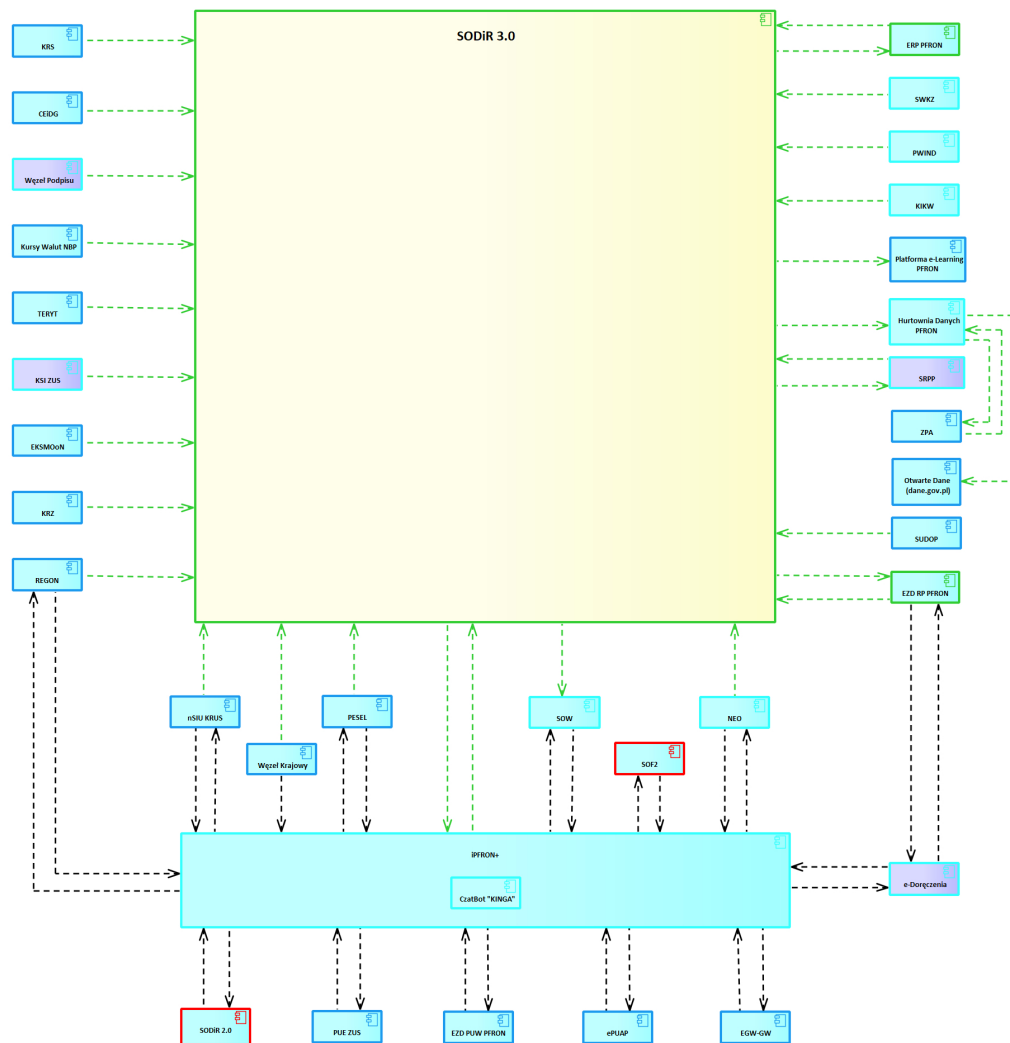 SODiR 3.0
KRS
CEiDG
Węzeł Podpisu
Kursy Walut NBP
TERYT
KSI ZUS
EKSMOoN
KRZ
REGON
ERP PFRON
SWKZ
PWIND
KIKW
Platforma e-Learning
PFRON
Hurtownia Danych
PFRON
SRPP
ZPA
Otwarte Dane
(dane.gov.pl)
SUDOP
EZD RP PFRON
nSIU KRUS
Węzeł Krajowy
PESEL
SOW
SOF2
NEO
iPFRON+
CzatBot "KINGA"
e-Doręczenia
SODiR 2.0
PUE ZUS
EZD PUW PFRON
ePUAP
EGW-GW